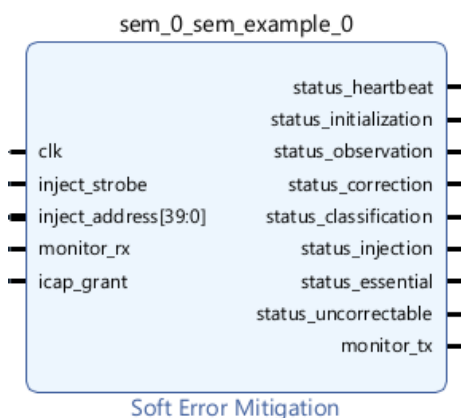 sem_0_sem_example_0
status_heartbeat
status_initialization
clk
status_observation
inject_strobe
status_correction
inject_address[39:0]
status_classification
monitor_rx
status_injection
icap_grant
status_essential
status_uncorrectable
monitor_tx
Soft Error Mitigation